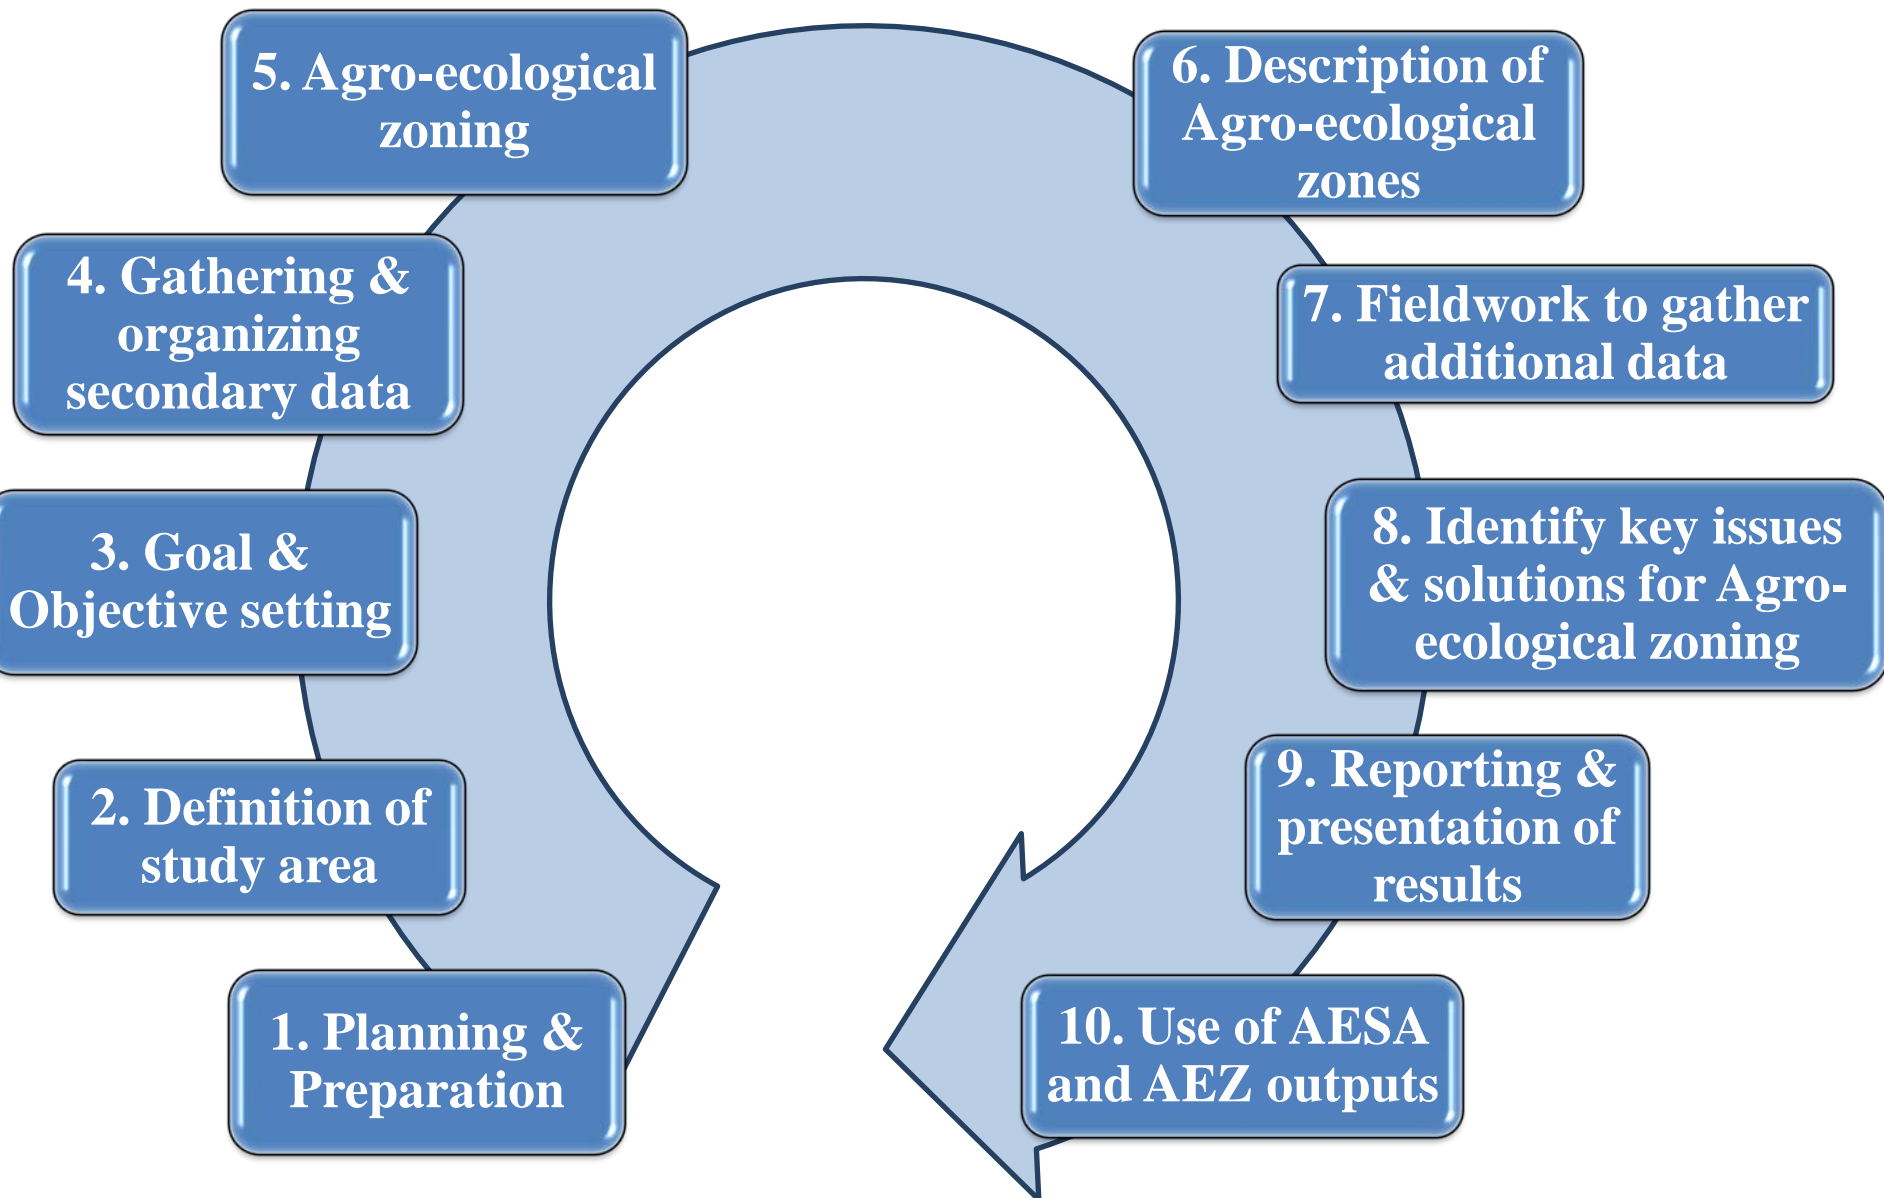 1. Planning &
Preparation
2. Definition of
study area
3. Goal &
Objective setting
4. Gathering &
organizing
secondary data
5. Agro-ecological
zoning
6. Description of
Agro-ecological
zones
7. Fieldwork to gather
additional data
8. Identify key issues
& solutions for Agro-
ecological zoning
9. Reporting &
presentation of
results
10. Use of AESA
and AEZ outputs